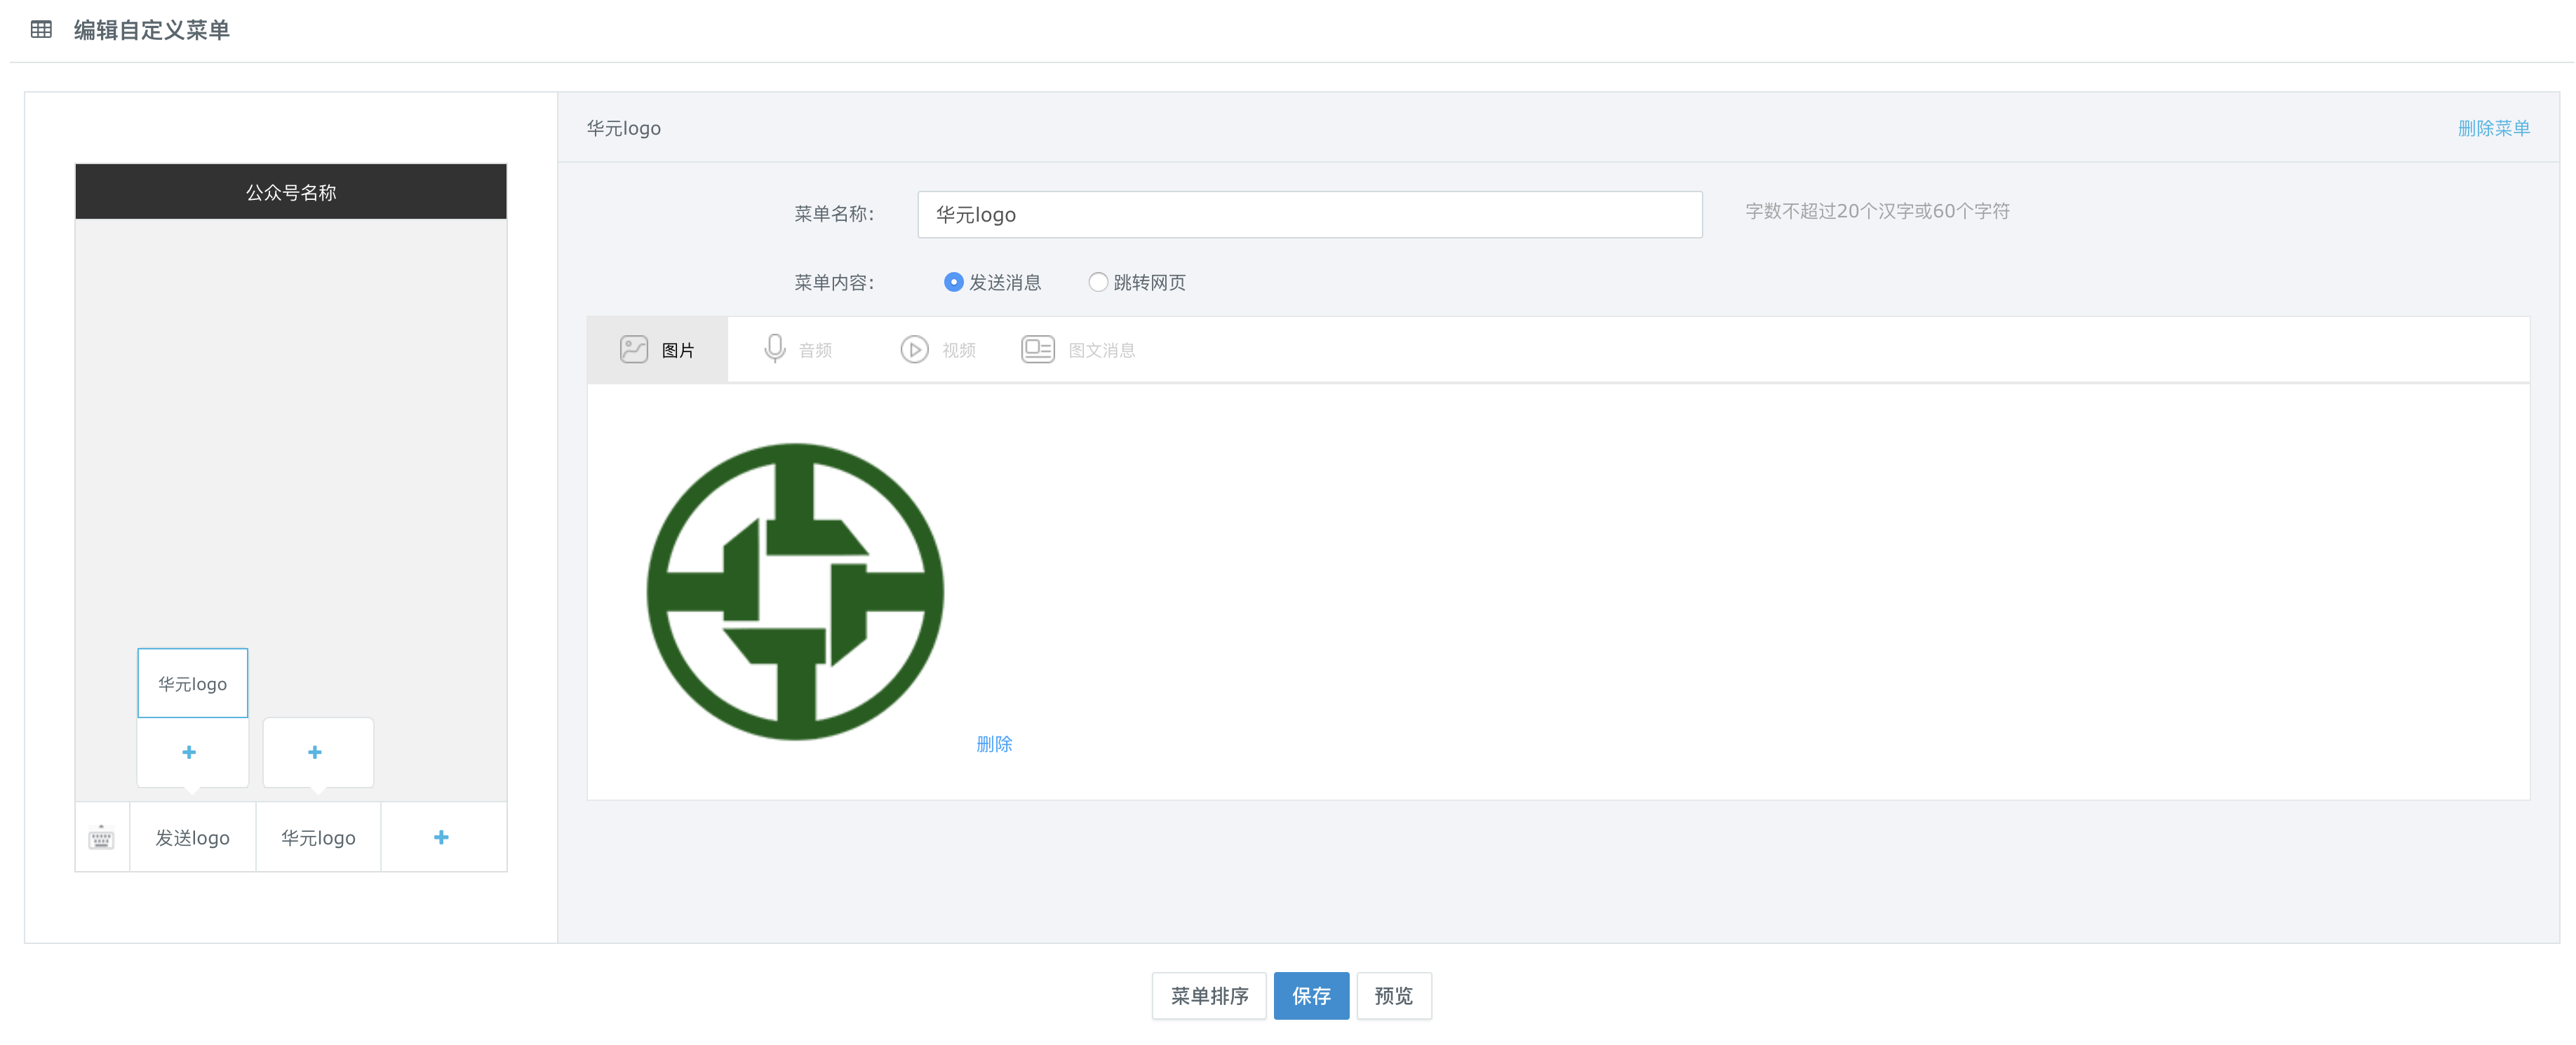 编辑自定义菜单
公众号名称
华元logo
发送logo
华元logo
华元logo
删除菜单
菜单名称:
华元logo
字数不超过20个汉字或60个字符
菜单内容:
发送消息
跳转网页
图片
音频
视频
图文消息
删除
菜单排序
保存
预览